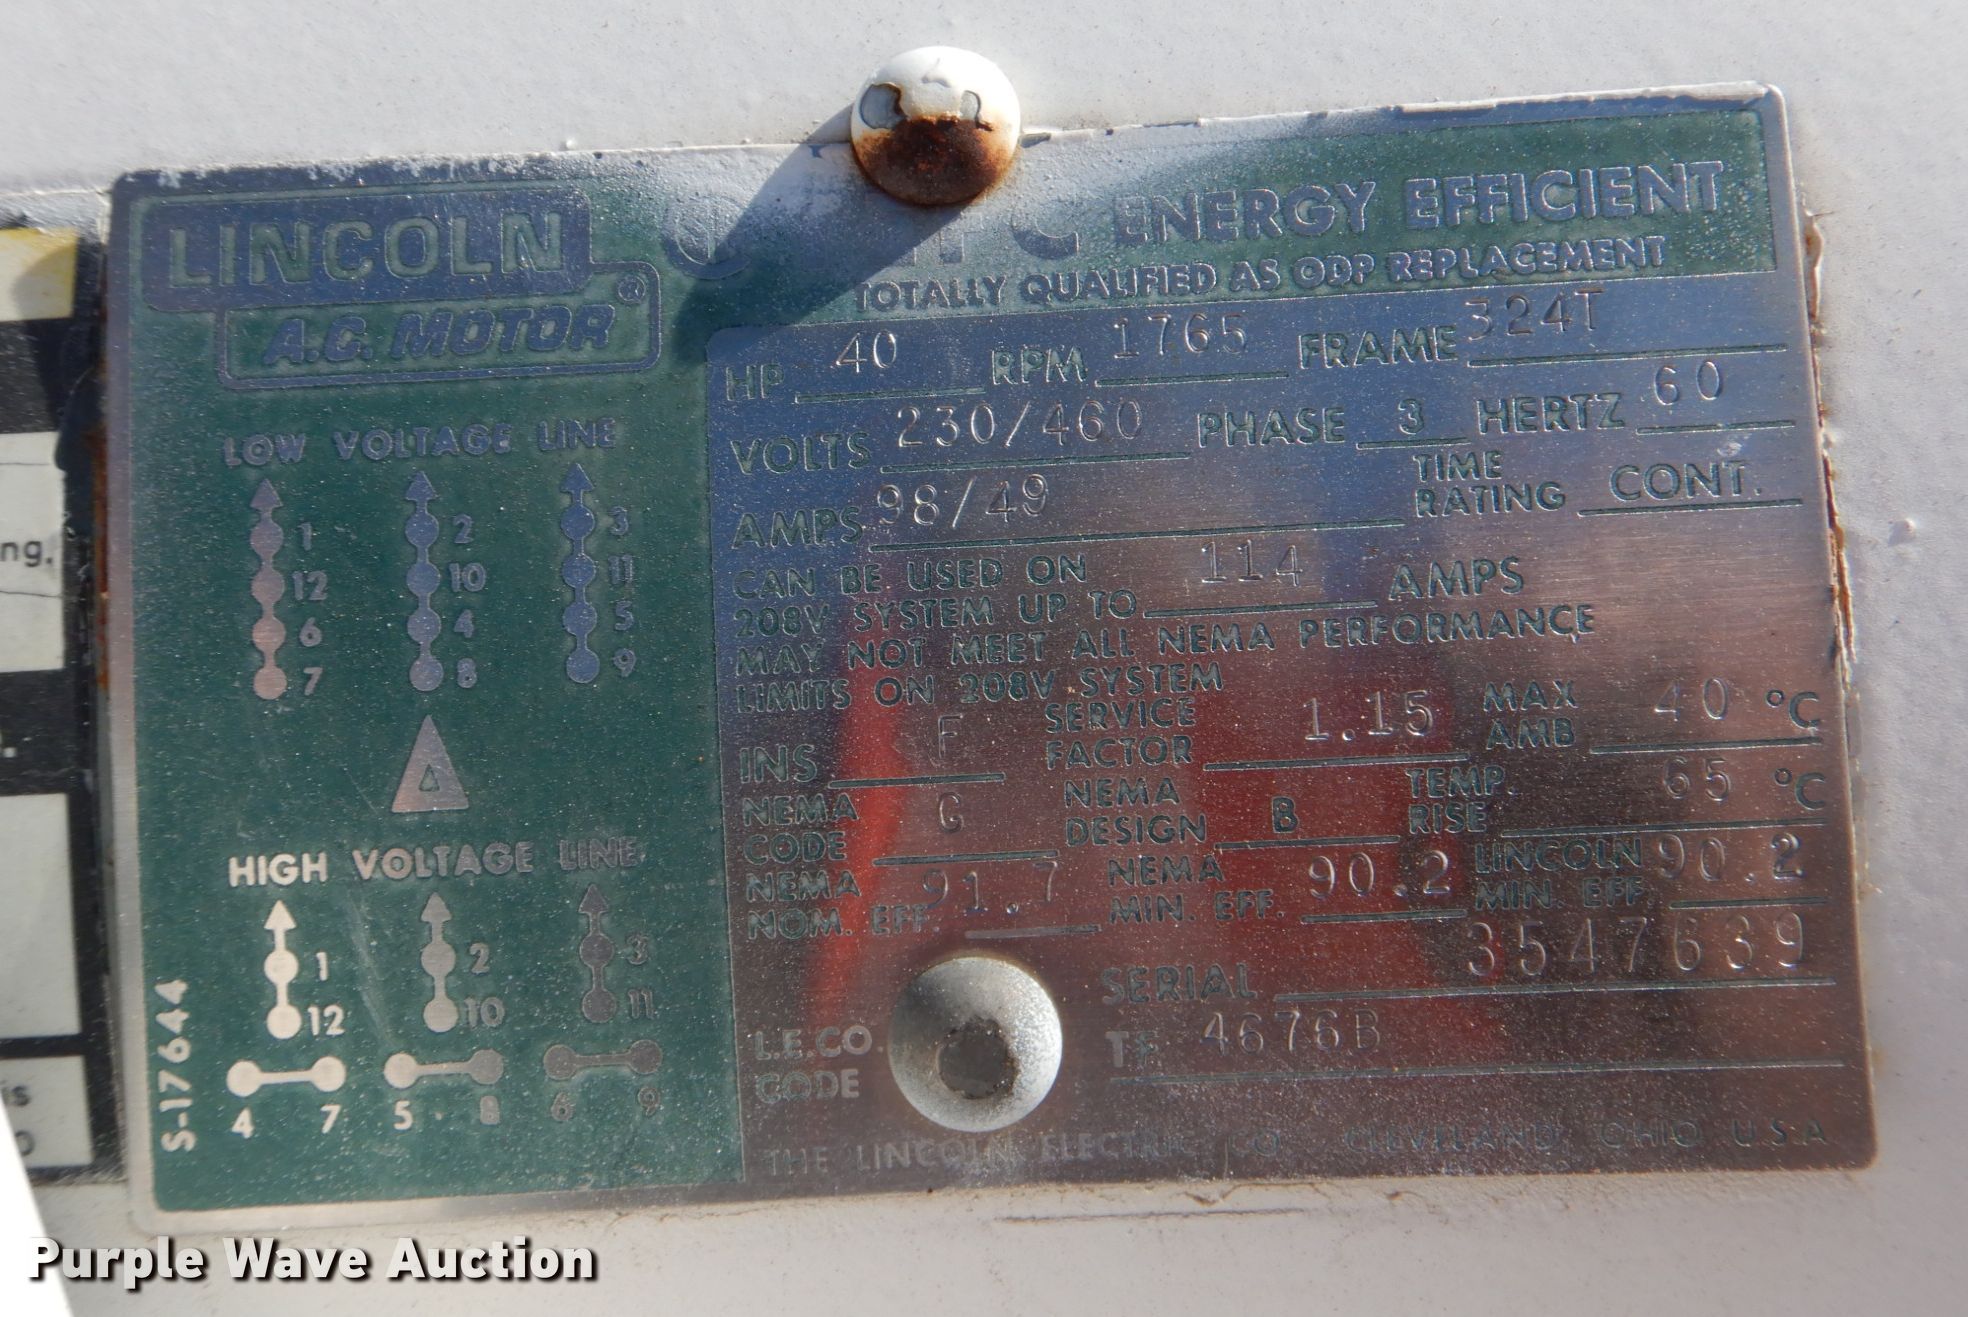 LINCOLN
A.C. MOTOR ®
ENERGY EFFICIENT
TOTALLY QUALIFIED AS ODP REPLACEMENT
HP 40 RPM 1765 FRAME 324T
VOLTS 230/460 PHASE 3 HERTZ 60
AMPS 98/49 TIME RATING CONT.
CAN BE USED ON
208V SYSTEM UP TO 114 AMPS
MAY NOT MEET ALL NEMA PERFORMANCE
LIMITS ON 208V SYSTEM
INS F SERVICE FACTOR 1.15 MAX AMB 40 °C
NEMA CODE G NEMA DESIGN B TEMP. RISE 65 °C
NEMA NOM. EFF. 91.7 NEMA MIN. EFF. 90.2 LINCOLN MIN. EFF. 90.2
SERIAL 3547639
L.E.CO. CODE TF 4676B
THE LINCOLN ELECTRIC CO. CLEVELAND, OHIO U.S.A.
LOW VOLTAGE LINE
1 2 3
12 10 11
6 4 5
7 8 9
HIGH VOLTAGE LINE
1 2 3
12 10 11
4 7 5 8 6 9
S-17644
ng,
is
Purple Wave Auction